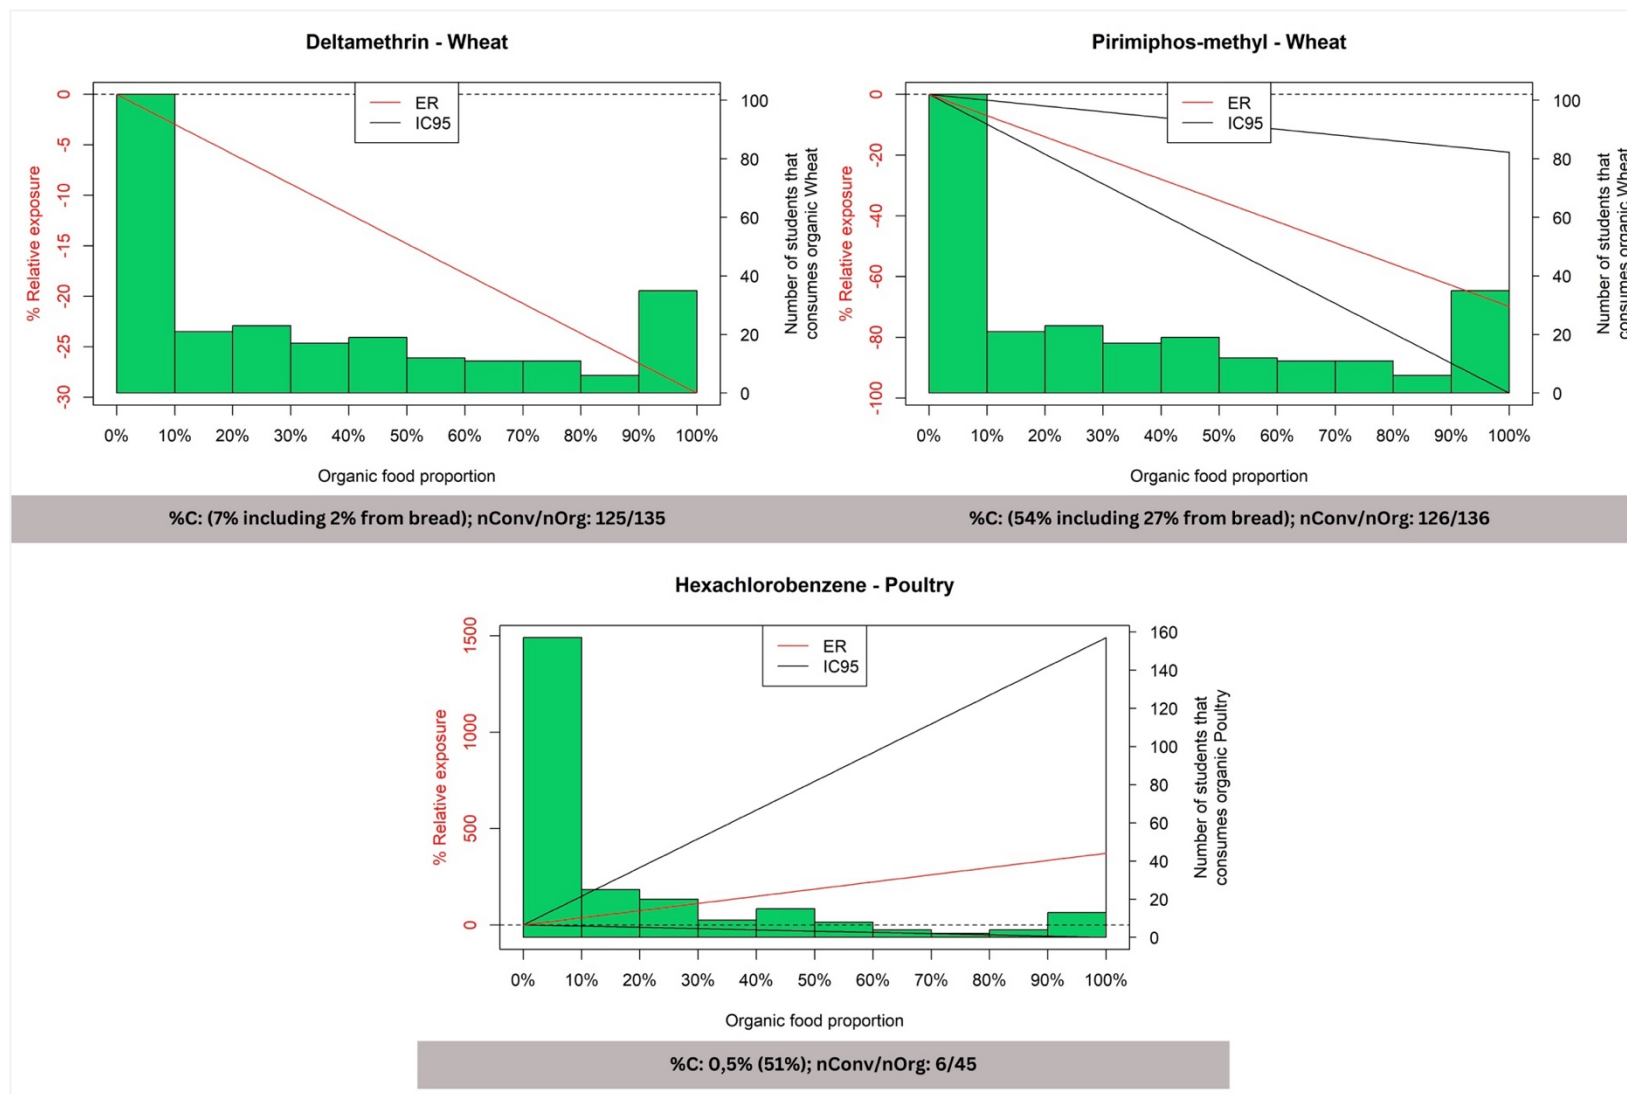 Deltamethrin - Wheat
% Relative exposure
0
-5
-10
-15
-20
-25
-30
ER
IC95
100
80
60
40
20
0
Number of students that
consumes organic Wheat
0% 10% 20% 30% 40% 50% 60% 70% 80% 90% 100%
Organic food proportion
%C: (7% including 2% from bread); nConv/nOrg: 125/135
Pirimiphos-methyl - Wheat
% Relative exposure
0
-20
-40
-60
-80
-100
ER
IC95
100
80
60
40
20
0
Number of students that
consumes organic Wheat
0% 10% 20% 30% 40% 50% 60% 70% 80% 90% 100%
Organic food proportion
%C: (54% including 27% from bread); nConv/nOrg: 126/136
Hexachlorobenzene - Poultry
% Relative exposure
1500
1000
500
0
ER
IC95
160
140
120
100
80
60
40
20
0
Number of students that
consumes organic Poultry
0% 10% 20% 30% 40% 50% 60% 70% 80% 90% 100%
Organic food proportion
%C: 0,5% (51%); nConv/nOrg: 6/45